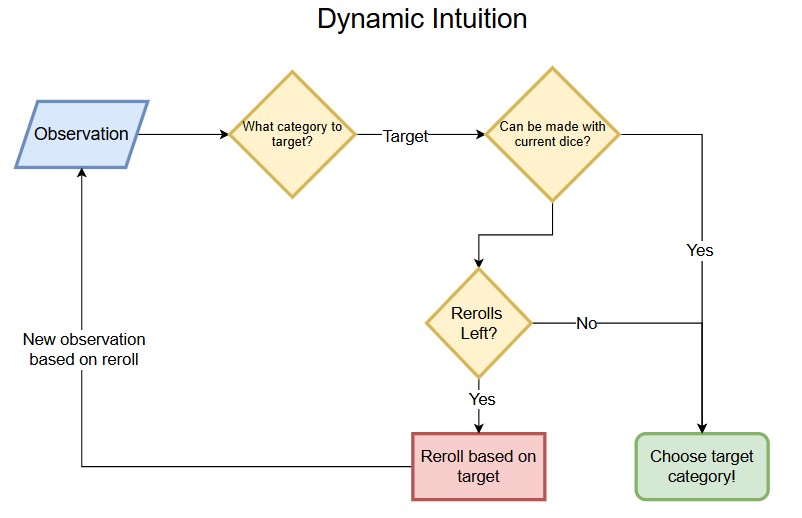 Dynamic Intuition
Observation
What category to
target?
Target
Can be made with
current dice?
Yes
Rerolls
Left?
No
New observation
based on reroll
Yes
Reroll based on
target
Choose target
category!